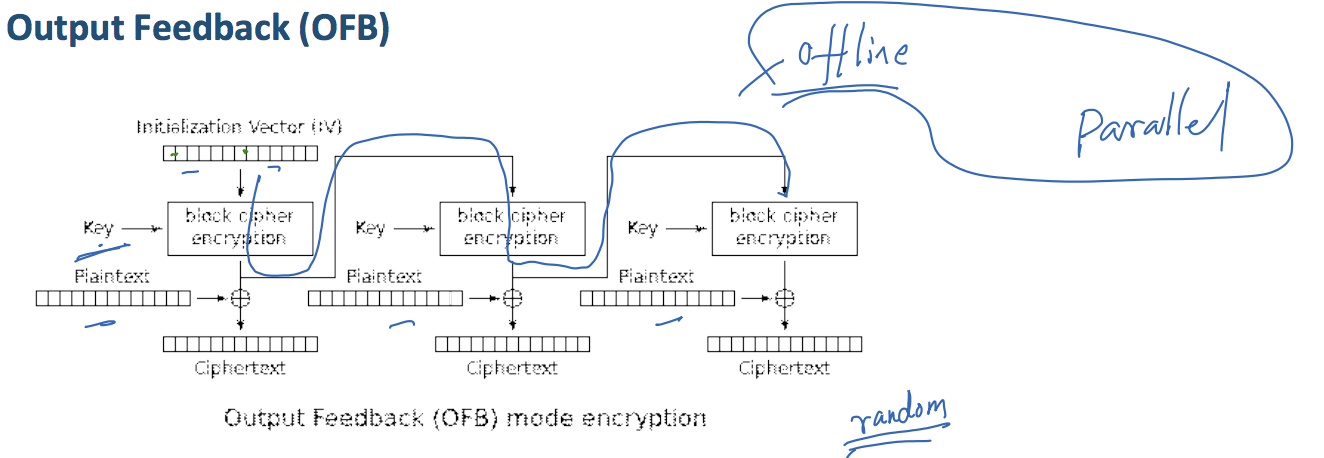 Output Feedback (OFB)
offline
Parallel
Initialization Vector (IV)
Key
block cipher
encryption
Key
block cipher
encryption
Key
block cipher
encryption
Plaintext
Plaintext
Plaintext
Ciphertext
Ciphertext
Ciphertext
Output Feedback (OFB) mode encryption
random